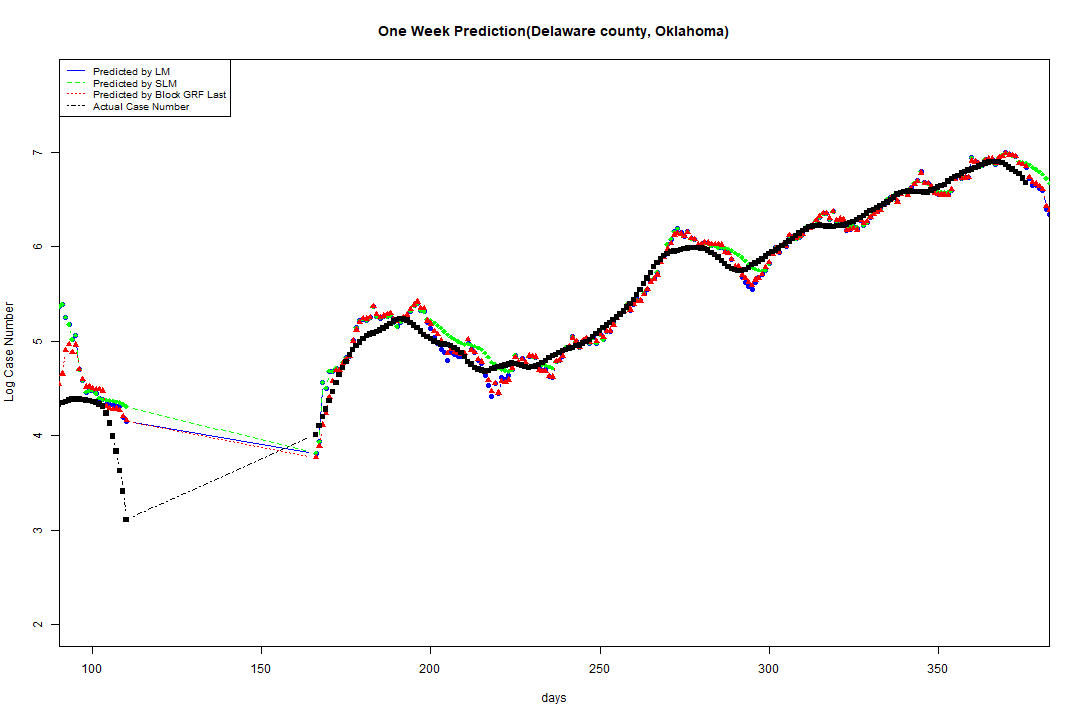 One Week Prediction(Delaware county, Oklahoma)
Predicted by LM
Predicted by SLM
Predicted by Block GRF Last
Actual Case Number
7
6
5
4
3
2
Log Case Number
100 150 200 250 300 350
days